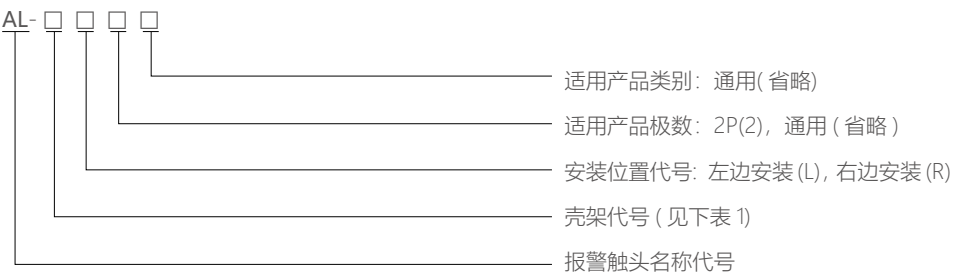 AL-□ □ □ □
适用产品类别：通用( 省略)
适用产品极数：2P(2)，通用 ( 省略 )
安装位置代号: 左边安装 (L), 右边安装 (R)
壳架代号 ( 见下表 1)
报警触头名称代号